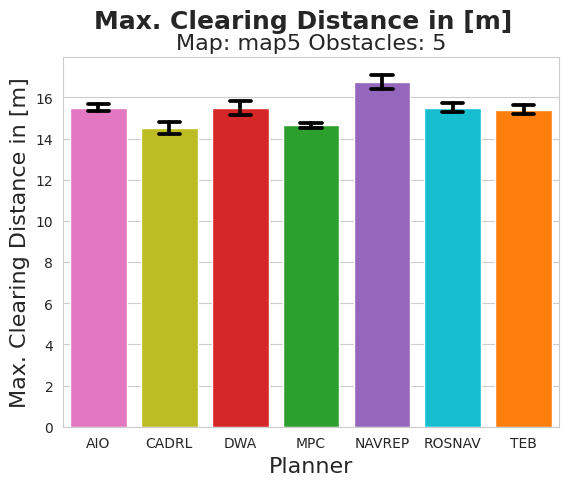 Max. Clearing Distance in [m]
Map: map5 Obstacles: 5
Max. Clearing Distance in [m]
16
14
12
10
8
6
4
2
0
AIO CADRL DWA MPC NAVREP ROSNAV TEB
Planner